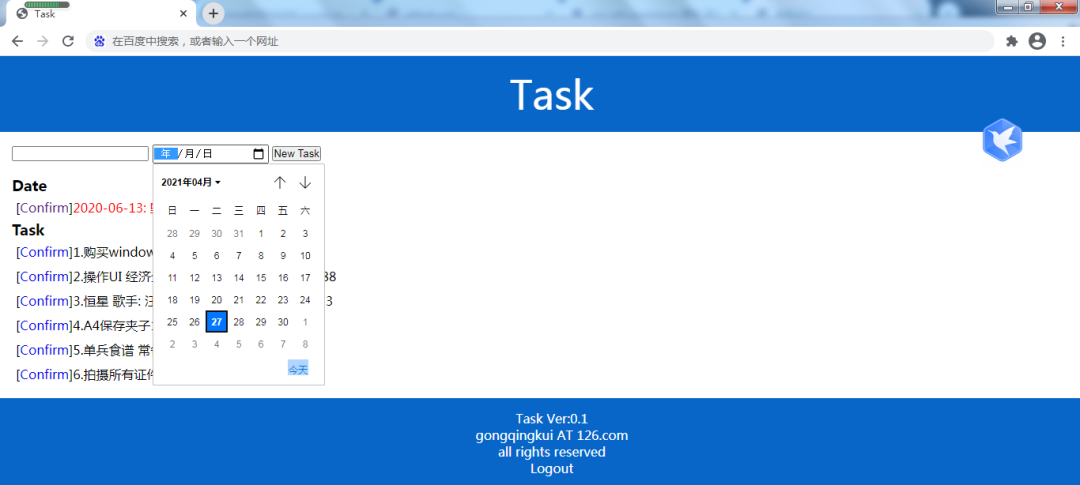 Task
在百度中搜索，或者输入一个网址
Task
年/月/日
New Task
2021年04月
日 一 二 三 四 五 六
28 29 30 31 1 2 3
4 5 6 7 8 9 10
11 12 13 14 15 16 17
18 19 20 21 22 23 24
25 26 27 28 29 30 1
2 3 4 5 6 7 8
今天
Date
[Confirm]2020-06-13:
Task
[Confirm]1.购买window
[Confirm]2.操作UI 经济 38
[Confirm]3.恒星 歌手: 汪 3
[Confirm]4.A4保存夹子
[Confirm]5.单兵食谱 常
[Confirm]6.拍摄所有证件
Task Ver:0.1
gongqingkui AT 126.com
all rights reserved
Logout